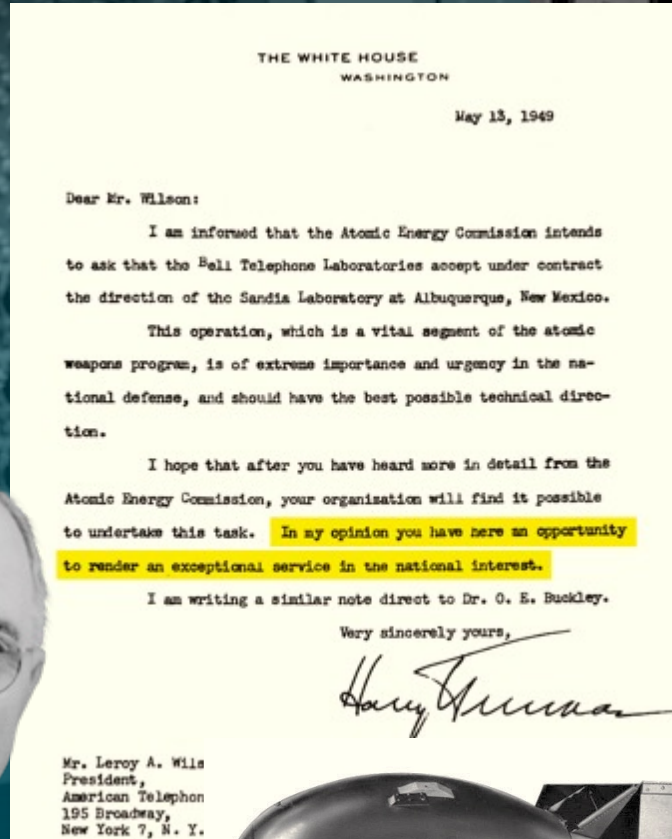 THE WHITE HOUSE
WASHINGTON
May 13, 1949
Dear Mr. Wilson:
I am informed that the Atomic Energy Commission intends
to ask that the Bell Telephone Laboratories accept under contract
the direction of the Sandia Laboratory at Albuquerque, New Mexico.
This operation, which is a vital segment of the atomic
weapons program, is of extreme importance and urgency in the na-
tional defense, and should have the best possible technical direc-
tion.
I hope that after you have heard more in detail from the
Atomic Energy Commission, your organization will find it possible
to undertake this task. In my opinion you have here an opportunity
to render an exceptional service in the national interest.
I am writing a similar note direct to Dr. O. E. Buckley.
Very sincerely yours,
Harry Truman
Mr. Leroy A. Wils
President,
American Telephon
195 Broadway,
New York 7, N. Y.